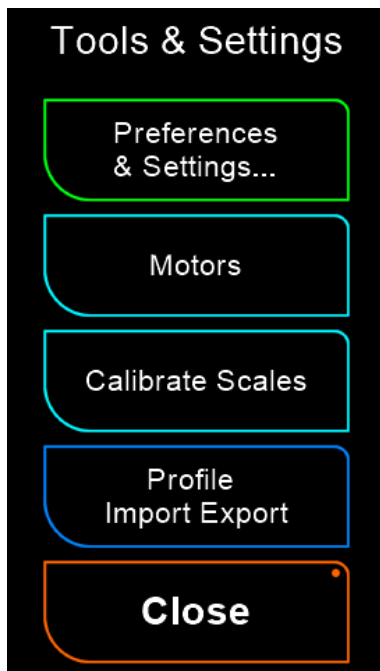 Tools & Settings
Preferences
& Settings...
Motors
Calibrate Scales
Profile
Import Export
Close